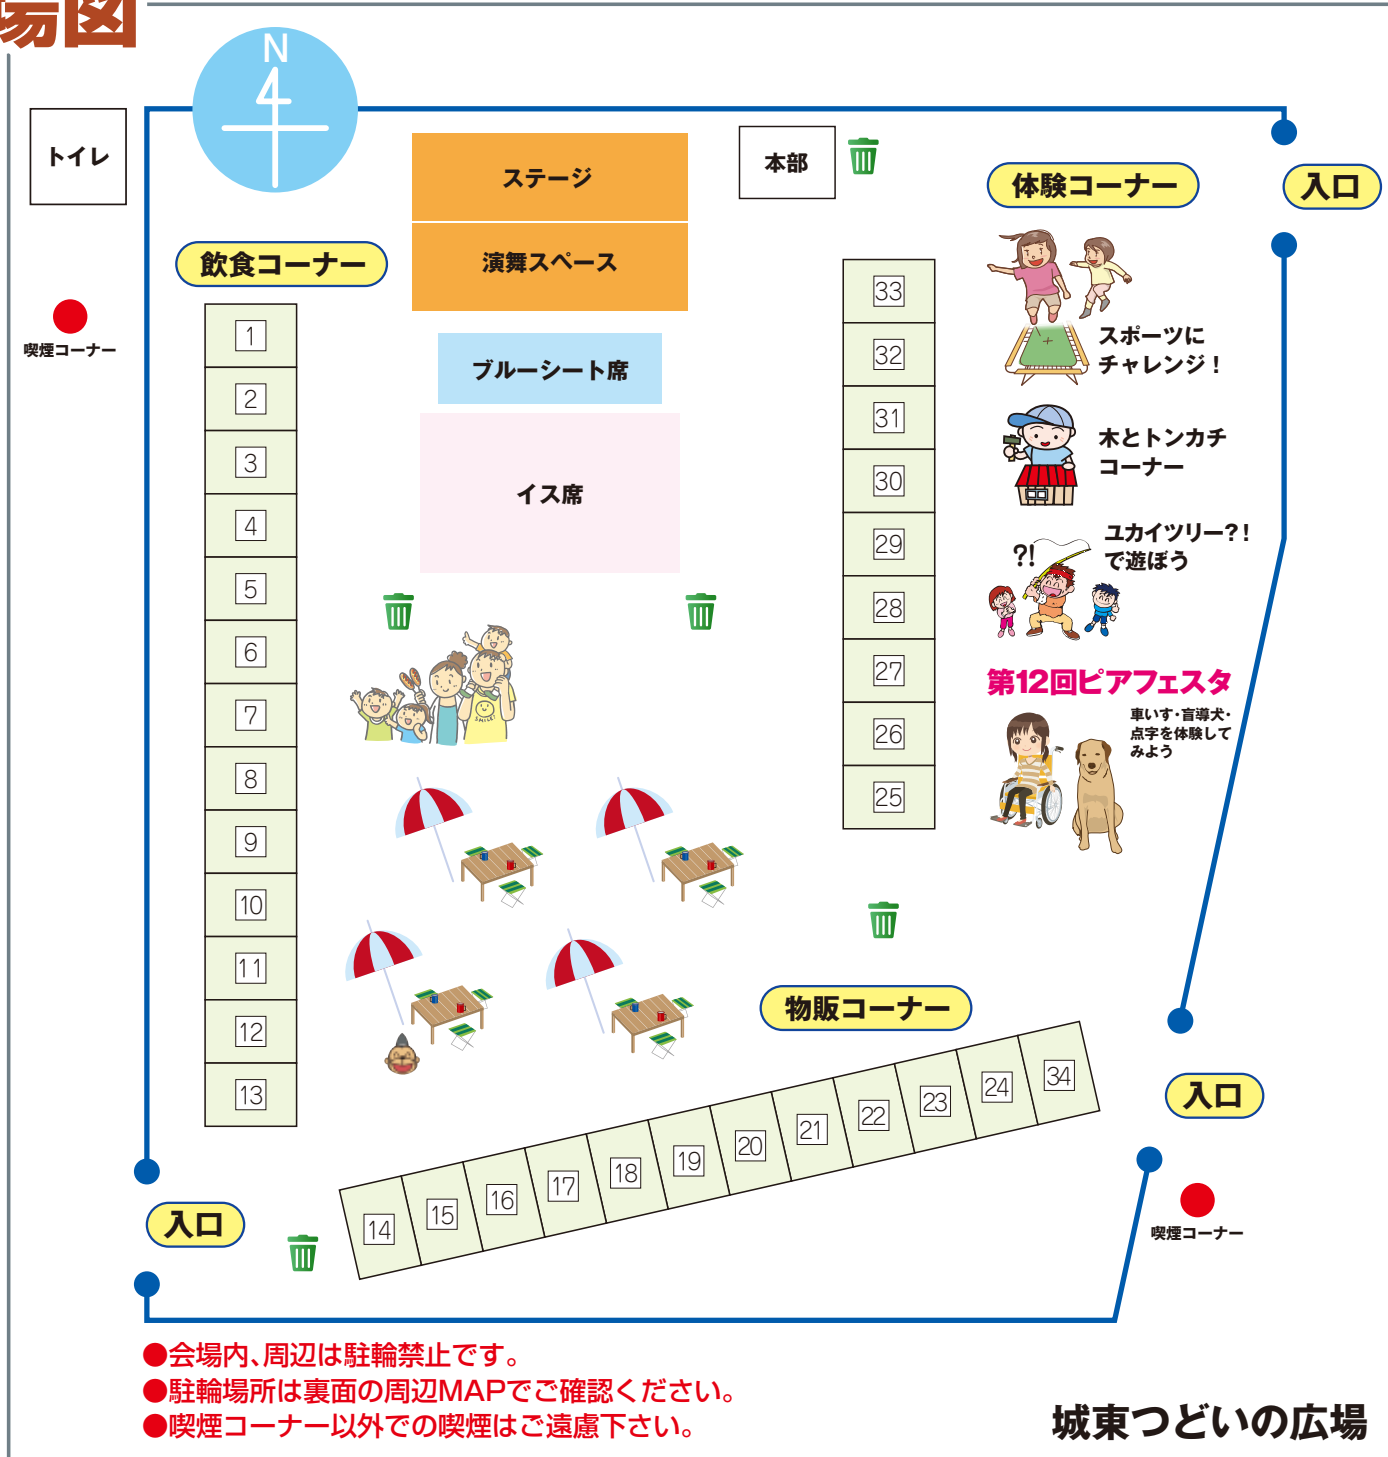 場図
N
トイレ
ステージ
本部
体験コーナー
入口
飲食コーナー
演舞スペース
喫煙コーナー
ブルーシート席
イス席
1
2
3
4
5
6
7
8
9
10
11
12
13
33
32
31
30
29
28
27
26
25
スポーツに
チャレンジ！
木とトンカチ
コーナー
?!
ユカイツリー?!
で遊ぼう
第12回ピアフェスタ
車いす・盲導犬・
点字を体験して
みよう
SMILE!
物販コーナー
14
15
16
17
18
19
20
21
22
23
24
34
入口
入口
喫煙コーナー
●会場内、周辺は駐輪禁止です。
●駐輪場所は裏面の周辺MAPでご確認ください。
●喫煙コーナー以外での喫煙はご遠慮下さい。
城東つどいの広場